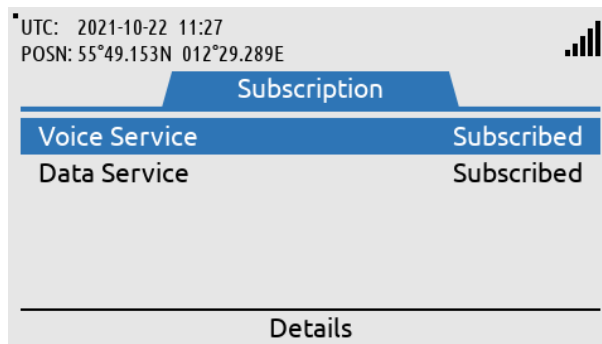 UTC: 2021-10-22 11:27
POSN: 55°49.153N 012°29.289E
Subscription
Voice Service Subscribed
Data Service Subscribed
Details